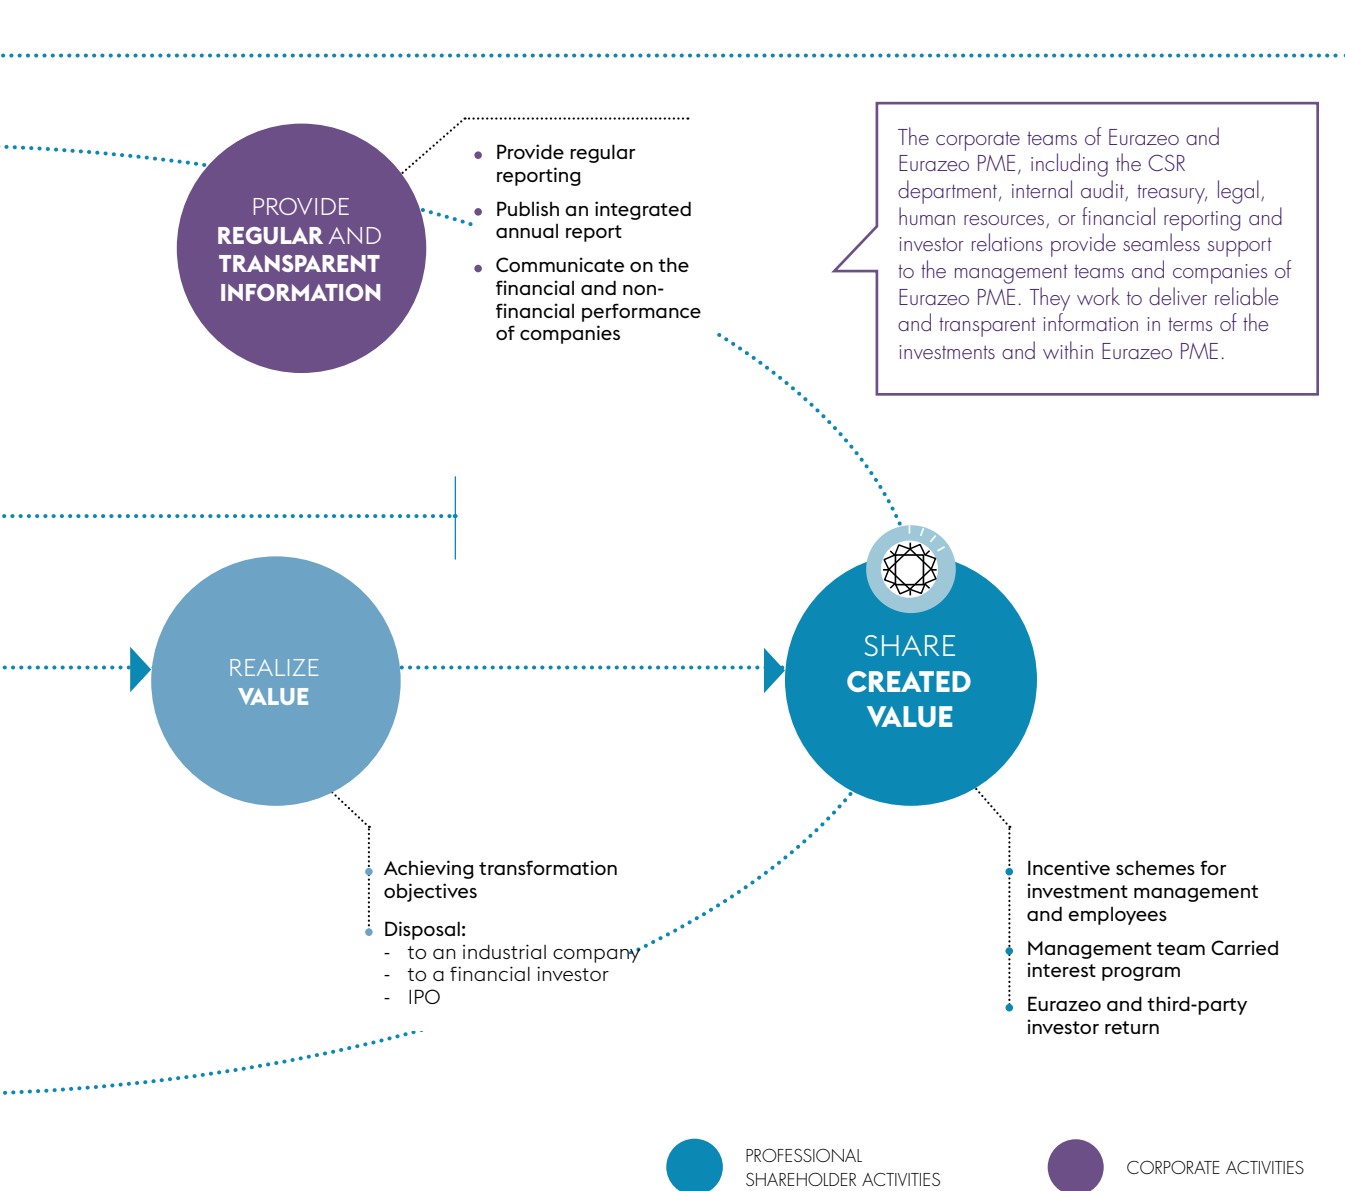 PROVIDE
REGULAR AND
TRANSPARENT
INFORMATION
• Provide regular
reporting
• Publish an integrated
annual report
• Communicate on the
financial and non-
financial performance
of companies
The corporate teams of Eurazeo and
Eurazeo PME, including the CSR
department, internal audit, treasury, legal,
human resources, or financial reporting and
investor relations provide seamless support
to the management teams and companies of
Eurazeo PME. They work to deliver reliable
and transparent information in terms of the
investments and within Eurazeo PME.
REALIZE
VALUE
SHARE
CREATED
VALUE
• Achieving transformation
objectives
• Disposal:
- to an industrial company
- to a financial investor
- IPO
• Incentive schemes for
investment management
and employees
• Management team Carried
interest program
• Eurazeo and third-party
investor return
PROFESSIONAL
SHAREHOLDER ACTIVITIES
CORPORATE ACTIVITIES